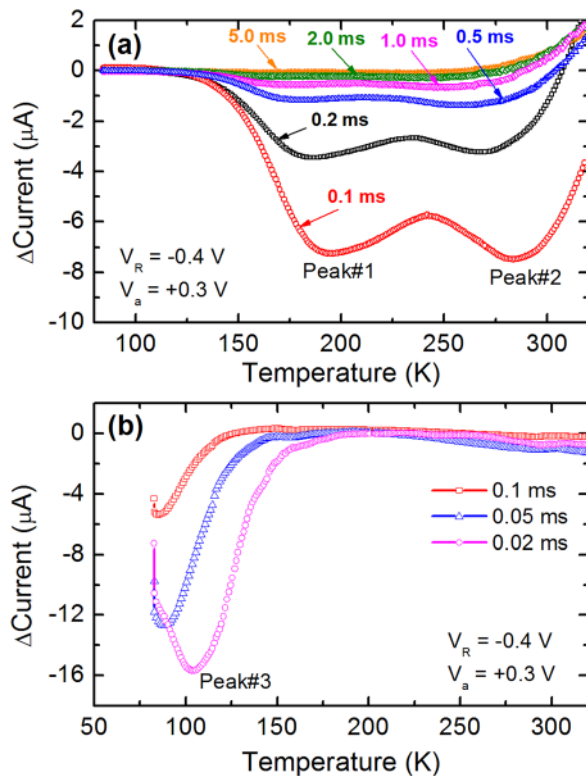 (a)
5.0 ms
2.0 ms
1.0 ms
0.5 ms
0.2 ms
0.1 ms
V_R = -0.4 V
V_a = +0.3 V
Peak#1
Peak#2
2
0
-2
-4
-6
-8
-10
ΔCurrent (μA)
100 150 200 250 300
Temperature (K)
(b)
0.1 ms
0.05 ms
0.02 ms
V_R = -0.4 V
V_a = +0.3 V
Peak#3
0
-4
-8
-12
-16
ΔCurrent (μA)
50 100 150 200 250 300
Temperature (K)